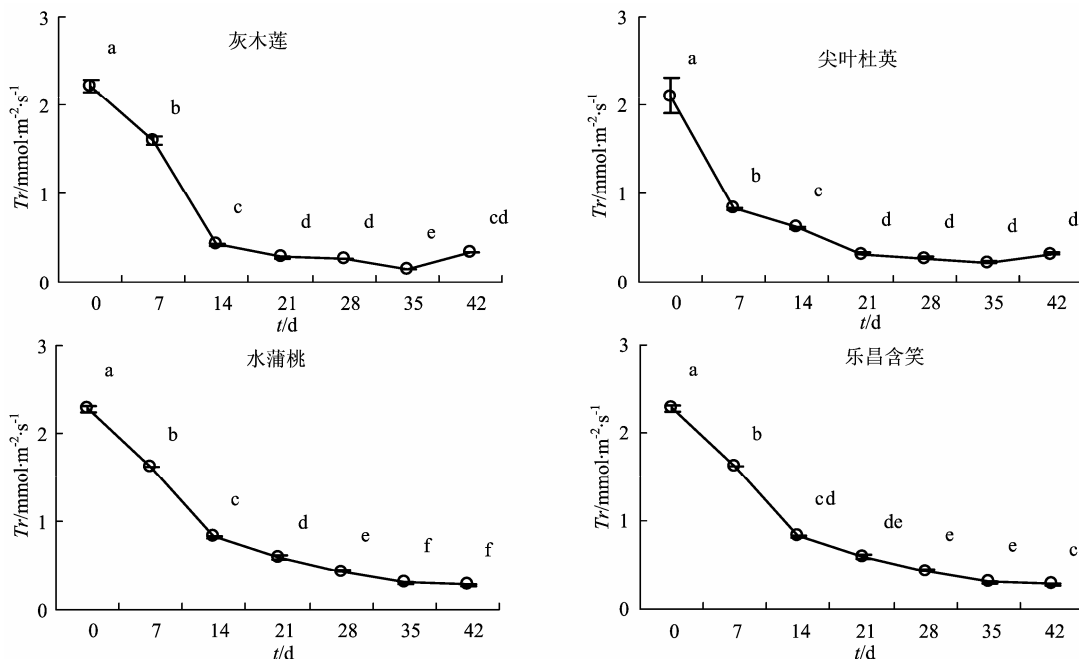 灰木莲
Tr/mmol·m⁻²·s⁻¹
3
2
1
0
a
b
c
d
d
e
cd
0 7 14 21 28 35 42
t/d
尖叶杜英
Tr/mmol·m⁻²·s⁻¹
3
2
1
0
a
b
c
d
d
d
d
0 7 14 21 28 35 42
t/d
水蒲桃
Tr/mmol·m⁻²·s⁻¹
3
2
1
0
a
b
c
d
e
f
f
0 7 14 21 28 35 42
t/d
乐昌含笑
Tr/mmol·m⁻²·s⁻¹
3
2
1
0
a
b
cd
de
e
e
c
0 7 14 21 28 35 42
t/d